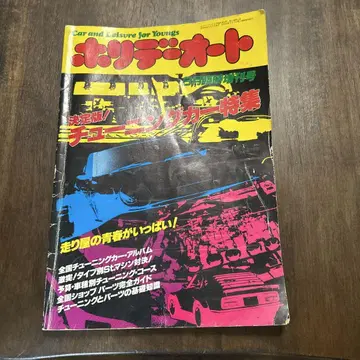 Car and Leisure for Youngs
ホリデーオート
増刊号
決定版!
チューニングカー特集
走り屋の青春がいっぱい!
全国チューニングカー・アルバム
激突!タイプ別Stマシン対決!
予算・車種別チューニング・コース
全国ショップ パーツ完全ガイド
チューニングとパーツの基礎知識